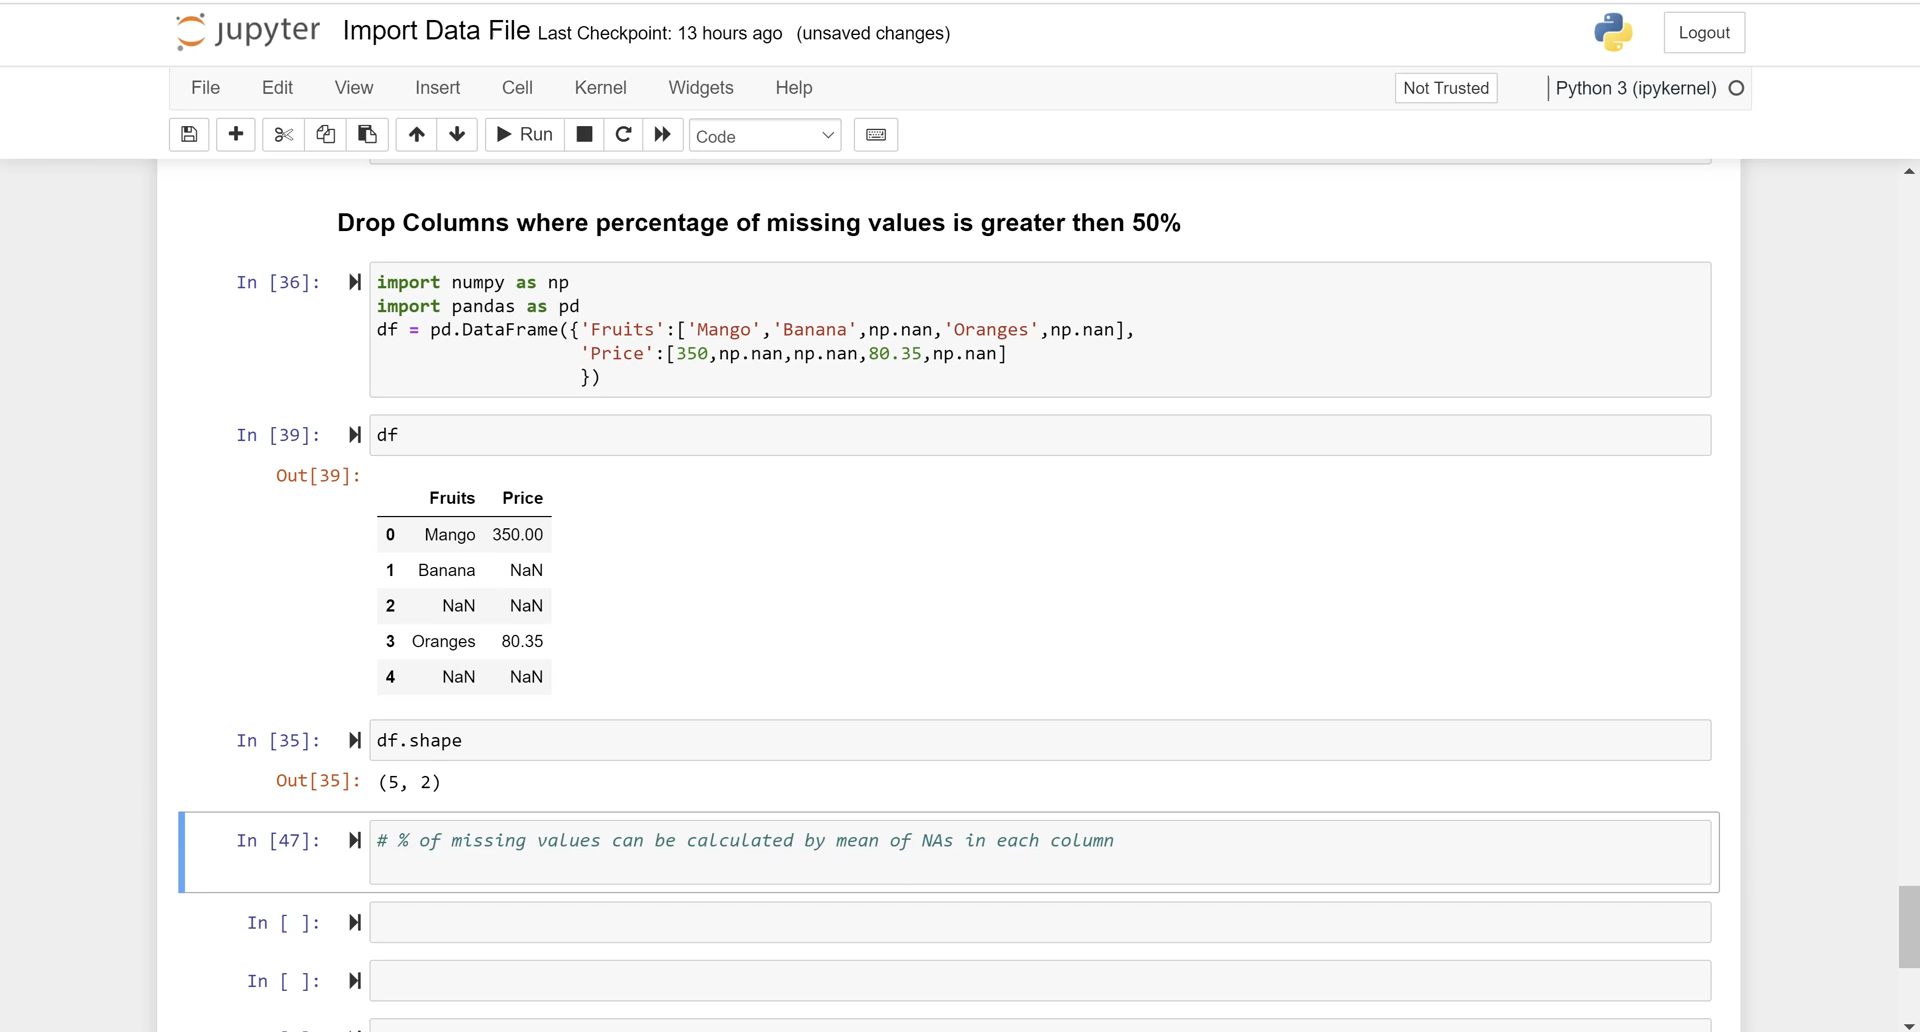 jupyter Import Data File Last Checkpoint: 13 hours ago (unsaved changes) Logout
File Edit View Insert Cell Kernel Widgets Help Not Trusted Python 3 (ipykernel)
Run Code
Drop Columns where percentage of missing values is greater then 50%
In [36]: import numpy as np
import pandas as pd
df = pd.DataFrame({'Fruits':['Mango','Banana',np.nan,'Oranges',np.nan],
'Price':[350,np.nan,np.nan,80.35,np.nan]
})
In [39]: df
Out[39]:
Fruits Price
0 Mango 350.00
1 Banana NaN
2 NaN NaN
3 Oranges 80.35
4 NaN NaN
In [35]: df.shape
Out[35]: (5, 2)
In [47]: # % of missing values can be calculated by mean of NAs in each column
In [ ]:
In [ ]: